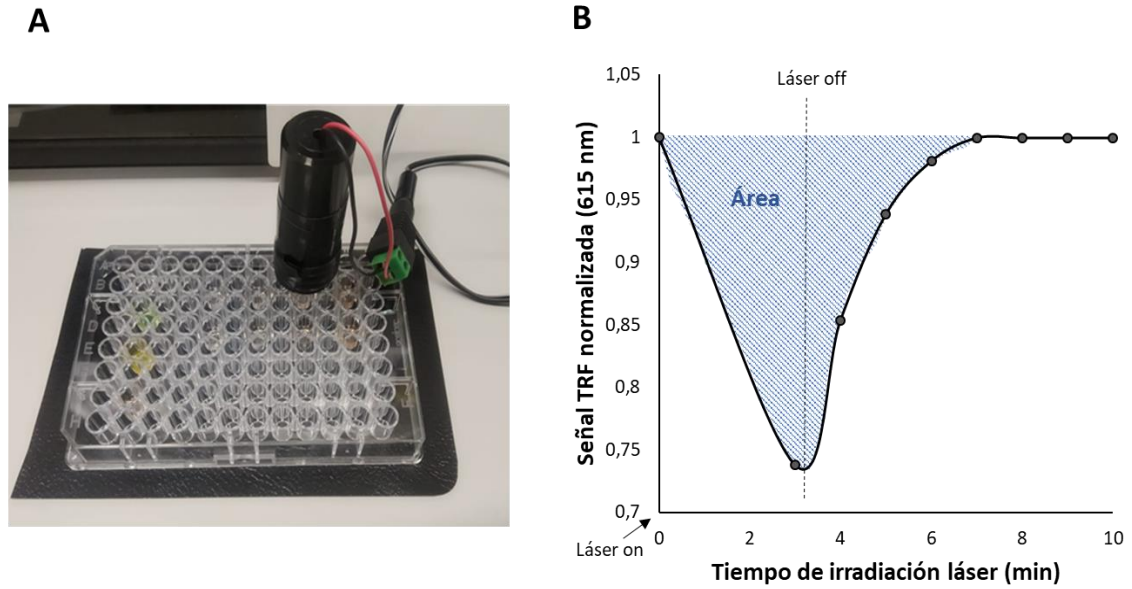 A
B
1,05
1
0,95
0,9
0,85
0,8
0,75
0,7
Señal TRF normalizada (615 nm)
Láser off
Área
Láser on
0
2
4
6
8
10
Tiempo de irradiación láser (min)